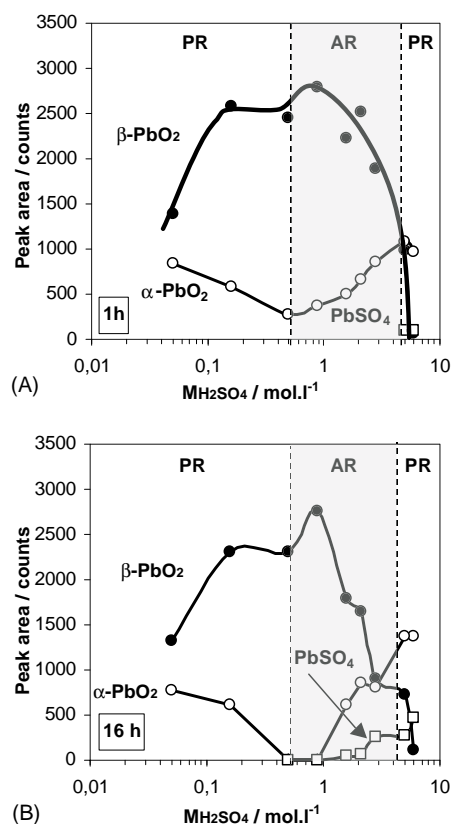 PR AR PR
3500
3000
2500
2000
1500
1000
500
0
Peak area / counts
β-PbO₂
α-PbO₂
PbSO₄
1h
0,01 0,1 1 10
(A) MH2SO4 / mol.l⁻¹
PR AR PR
3500
3000
2500
2000
1500
1000
500
0
Peak area / counts
β-PbO₂
PbSO₄
α-PbO₂
16 h
0,01 0,1 1 10
(B) MH2SO4 / mol.l⁻¹